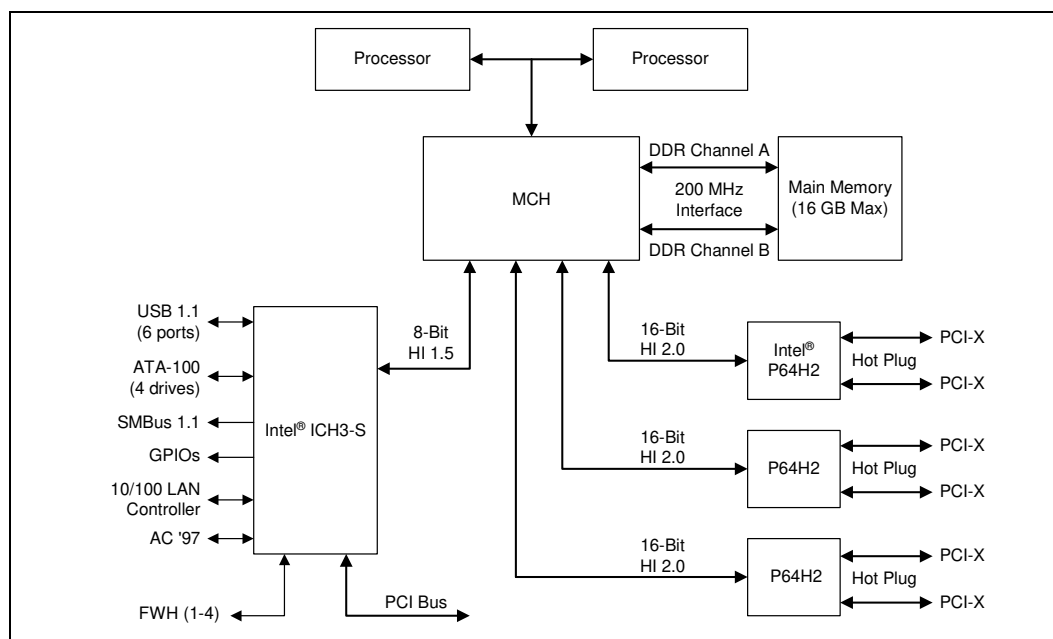 Processor
Processor
MCH
DDR Channel A
200 MHz
Interface
DDR Channel B
Main Memory
(16 GB Max)
USB 1.1
(6 ports)
ATA-100
(4 drives)
SMBus 1.1
GPIOs
10/100 LAN
Controller
AC '97
Intel® ICH3-S
8-Bit
HI 1.5
FWH (1-4)
PCI Bus
16-Bit
HI 2.0
Intel®
P64H2
PCI-X
Hot Plug
PCI-X
16-Bit
HI 2.0
P64H2
PCI-X
Hot Plug
PCI-X
16-Bit
HI 2.0
P64H2
PCI-X
Hot Plug
PCI-X